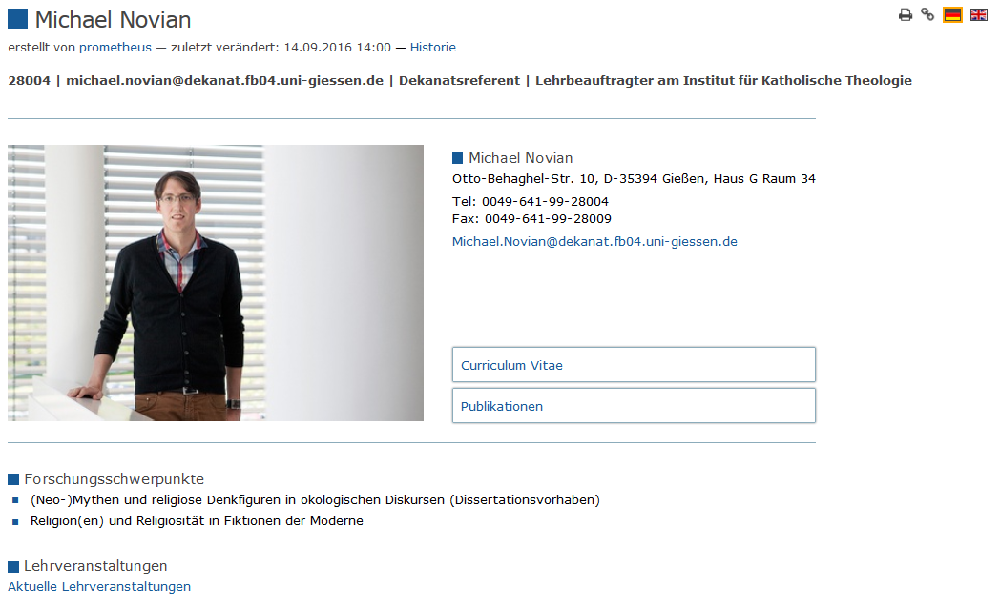 Michael Novian
erstellt von prometheus — zuletzt verändert: 14.09.2016 14:00 — Historie
28004 | michael.novian@dekanat.fb04.uni-giessen.de | Dekanatsreferent | Lehrbeauftragter am Institut für Katholische Theologie
Michael Novian
Otto-Behaghel-Str. 10, D-35394 Gießen, Haus G Raum 34
Tel: 0049-641-99-28004
Fax: 0049-641-99-28009
Michael.Novian@dekanat.fb04.uni-giessen.de
Curriculum Vitae
Publikationen
Forschungsschwerpunkte
(Neo-)Mythen und religiöse Denkfiguren in ökologischen Diskursen (Dissertationsvorhaben)
Religion(en) und Religiosität in Fiktionen der Moderne
Lehrveranstaltungen
Aktuelle Lehrveranstaltungen